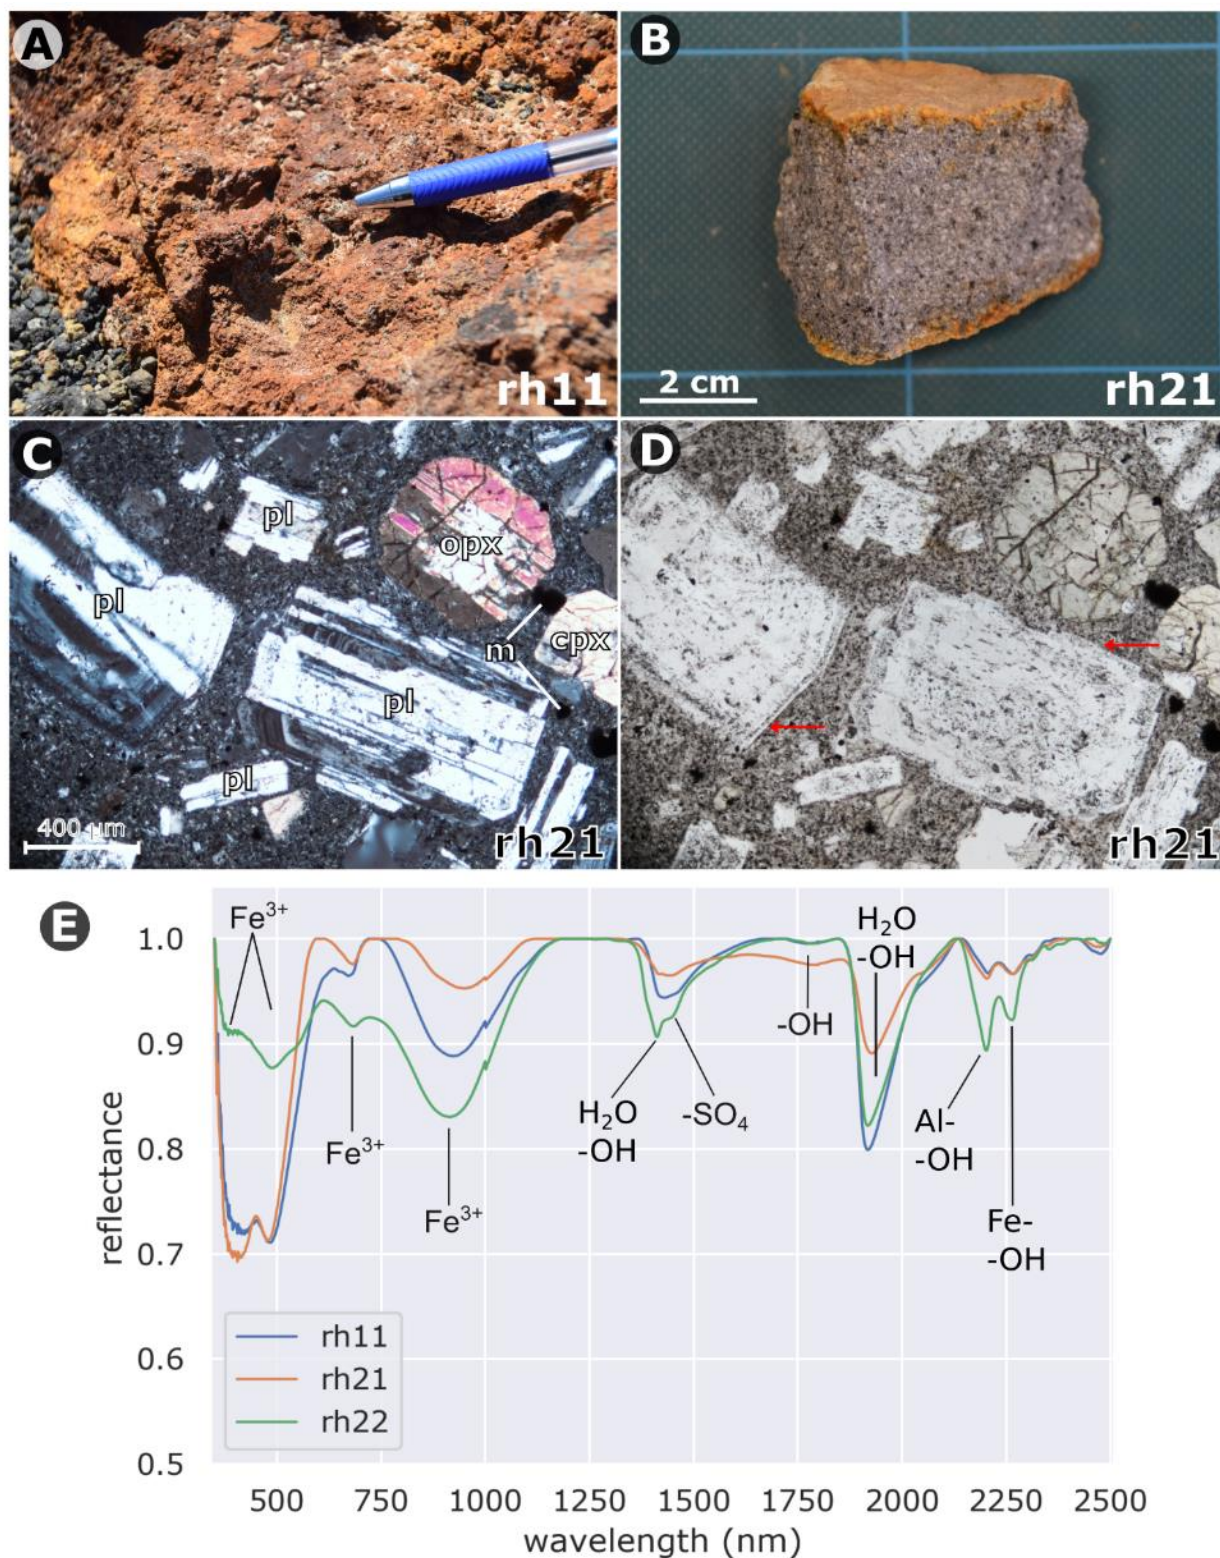 A
rh11
B
2 cm
rh21
C
pl
opx
pl
cpx
m
pl
pl
400 µm
rh21
D
rh21
E
Fe³⁺
H₂O
-OH
1.0
0.9
0.8
0.7
0.6
0.5
reflectance
-OH
Fe³⁺
Fe³⁺
H₂O
-OH
-SO₄
Al-
-OH
Fe-
-OH
rh11
rh21
rh22
500
750
1000
1250
1500
1750
2000
2250
2500
wavelength (nm)